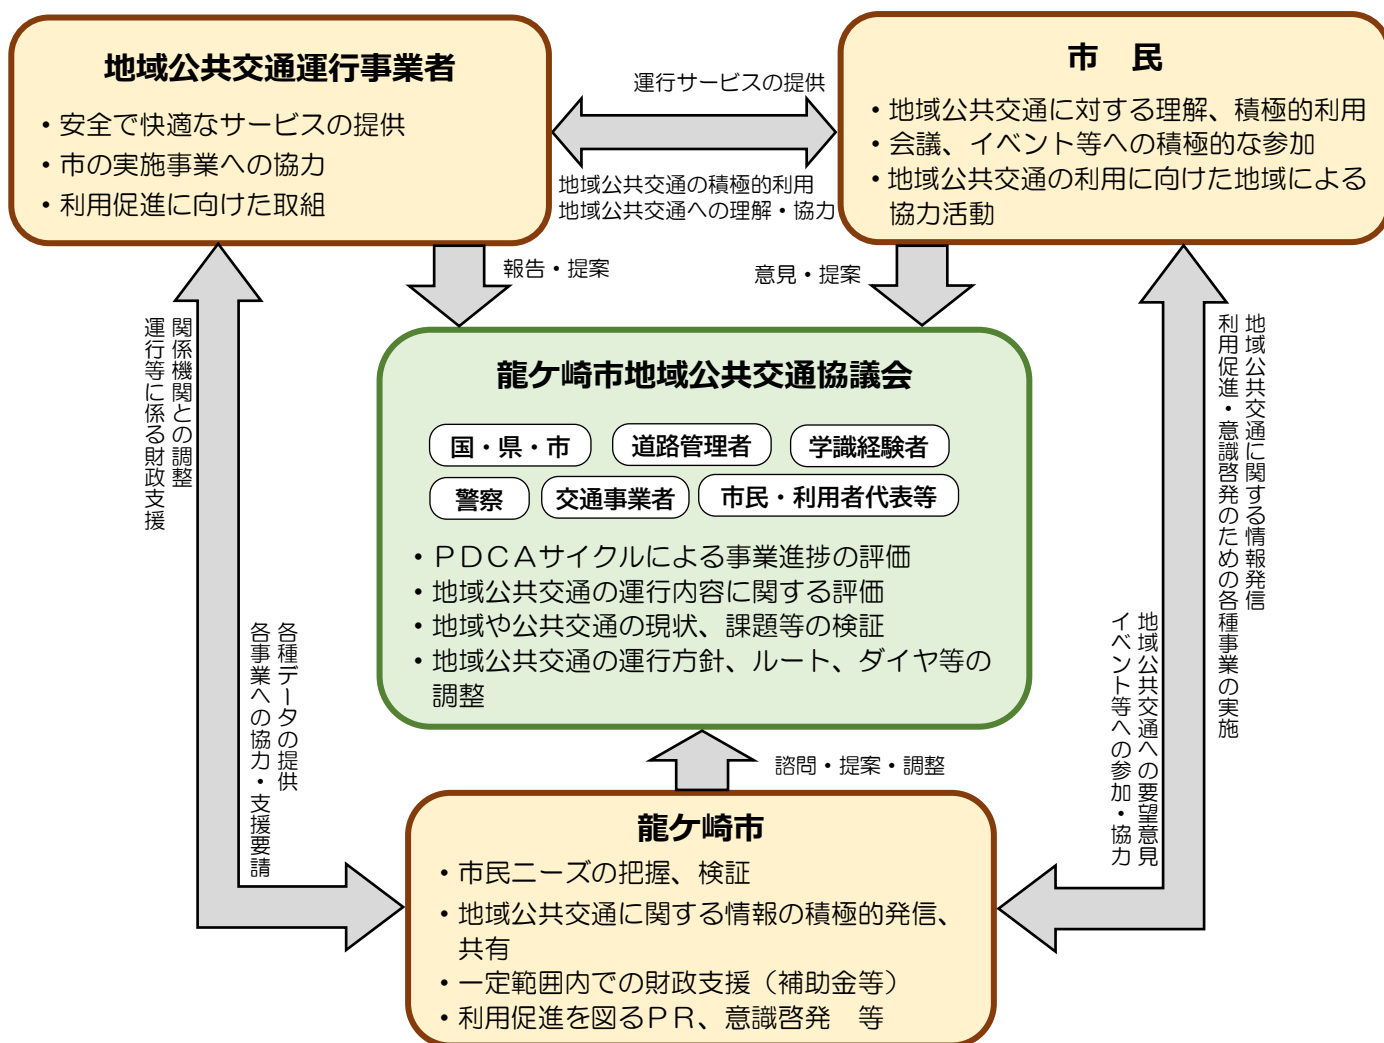 地域公共交通運行事業者
・安全で快適なサービスの提供
・市の実施事業への協力
・利用促進に向けた取組
運行サービスの提供
地域公共交通の積極的利用
地域公共交通への理解・協力
市　民
・地域公共交通に対する理解、積極的利用
・会議、イベント等への積極的な参加
・地域公共交通の利用に向けた地域による
協力活動
報告・提案
意見・提案
関係機関との調整
運行等に係る財政支援
各種データの提供
各事業への協力・支援要請
龍ケ崎市地域公共交通協議会
国・県・市
道路管理者
学識経験者
警察
交通事業者
市民・利用者代表等
・ＰＤＣＡサイクルによる事業進捗の評価
・地域公共交通の運行内容に関する評価
・地域や公共交通の現状、課題等の検証
・地域公共交通の運行方針、ルート、ダイヤ等の
調整
地域公共交通に関する情報発信
利用促進・意識啓発のための各種事業の実施
地域公共交通への要望意見
イベント等への参加・協力
諮問・提案・調整
龍ケ崎市
・市民ニーズの把握、検証
・地域公共交通に関する情報の積極的発信、
共有
・一定範囲内での財政支援（補助金等）
・利用促進を図るＰＲ、意識啓発　等